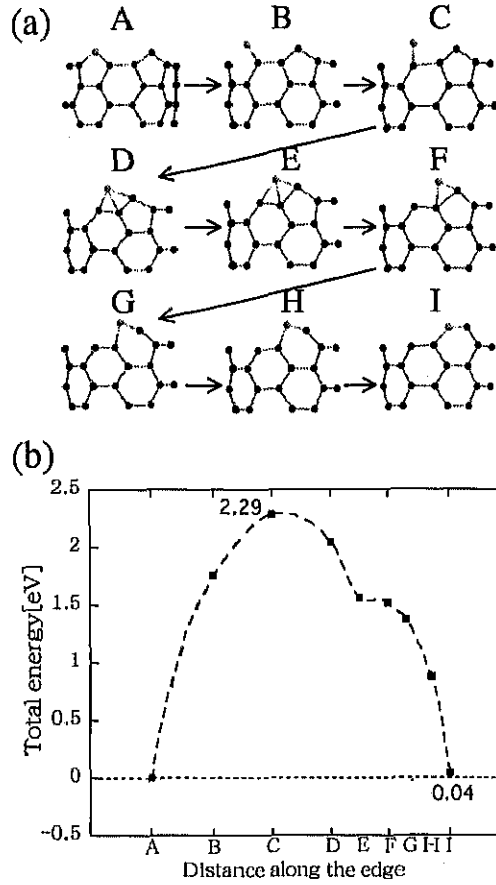 (a)
A B C
D E F
G H I
(b)
2.5
2
1.5
1
0.5
0
−0.5
Total energy[eV]
2.29
0.04
A B C D E F G H I
Distance along the edge